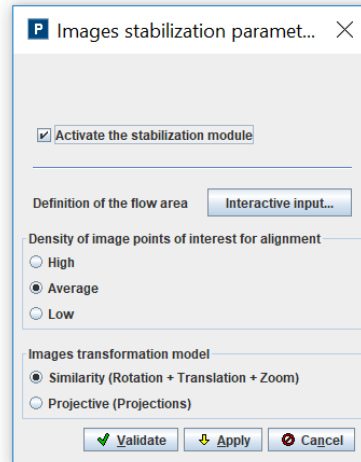 P Images stabilization paramet...
Activate the stabilization module
Definition of the flow area Interactive input...
Density of image points of interest for alignment
High
Average
Low
Images transformation model
Similarity (Rotation + Translation + Zoom)
Projective (Projections)
Validate Apply Cancel